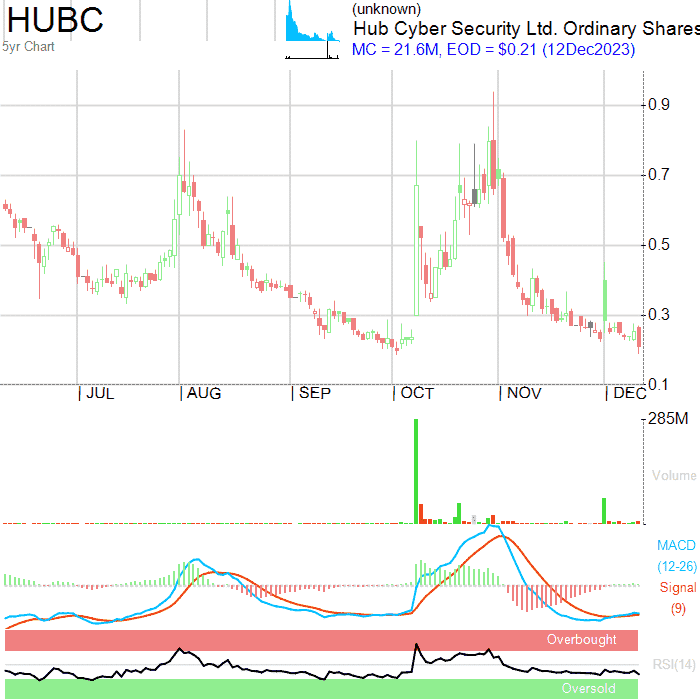 HUBC
5yr Chart
(unknown)
Hub Cyber Security Ltd. Ordinary Shares
MC = 21.6M, EOD = $0.21 (12Dec2023)
0.9
0.7
0.5
0.3
0.1
JUL AUG SEP OCT NOV DEC
285M
Volume
MACD
(12-26)
Signal
(9)
Overbought
RSI(14)
Oversold